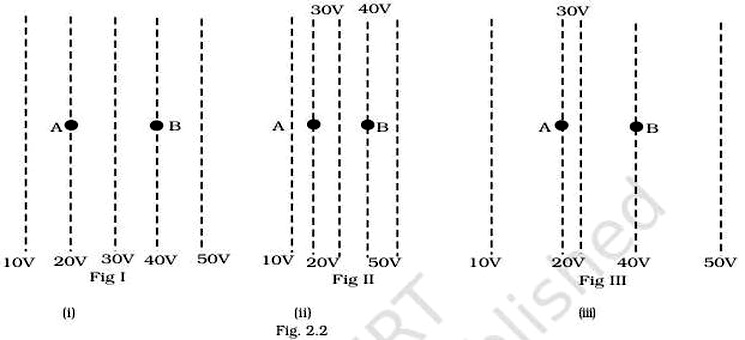 30V 40V 30V
A B A B A B
10V 20V 30V 40V 50V 10V 20V 50V 10V 20V 40V 50V
Fig I Fig II Fig III
(i) (ii) (iii)
Fig. 2.2